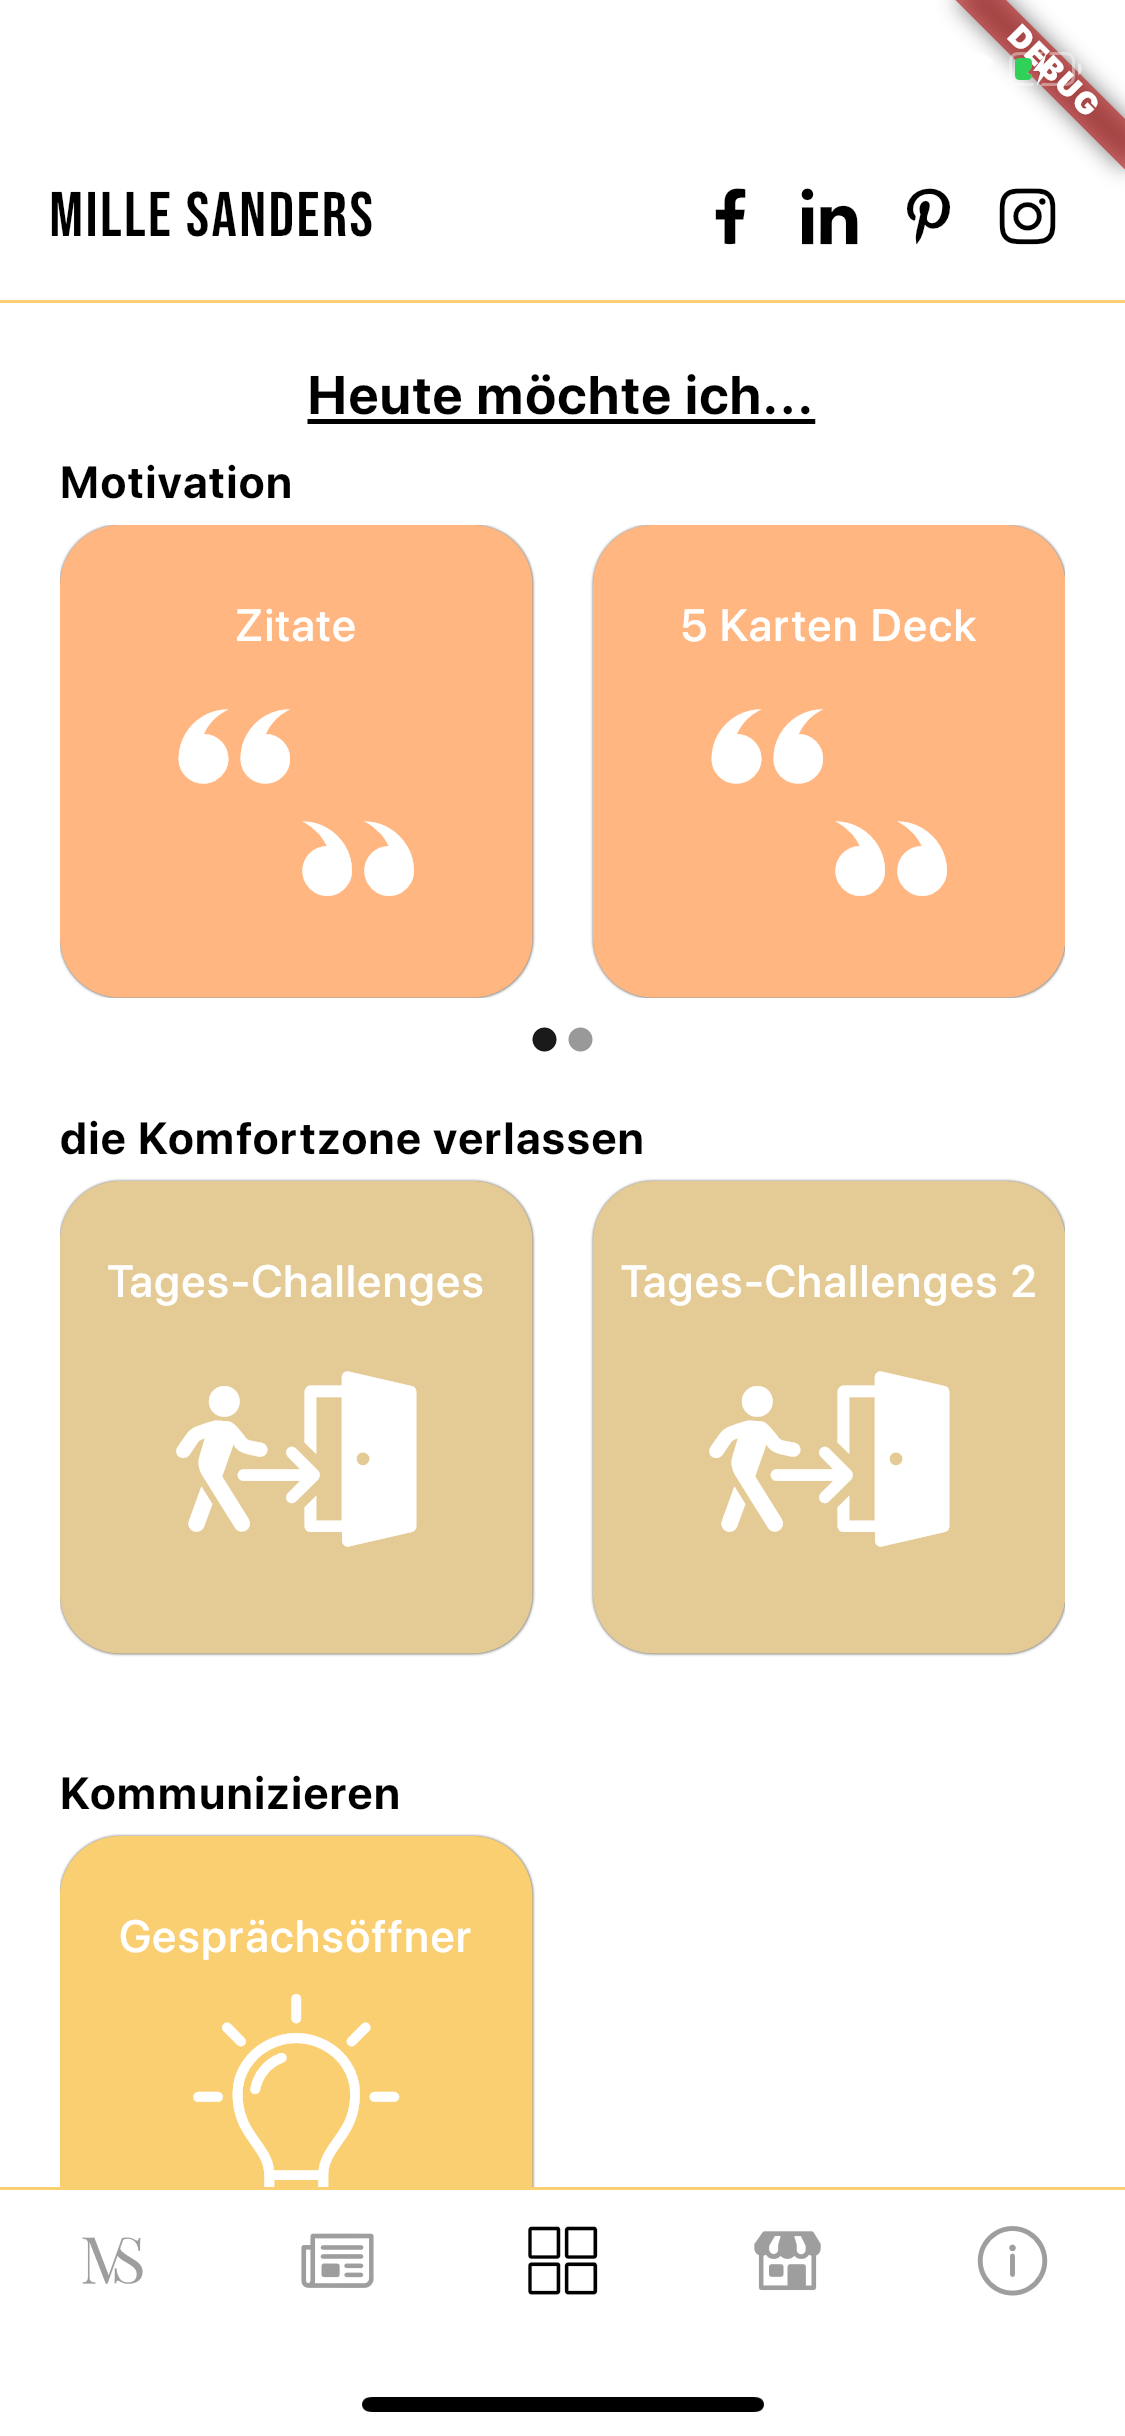 DEBUG
MILLE SANDERS
Heute möchte ich...
Motivation
Zitate
5 Karten Deck
die Komfortzone verlassen
Tages-Challenges
Tages-Challenges 2
Kommunizieren
Gesprächsöffner
MS